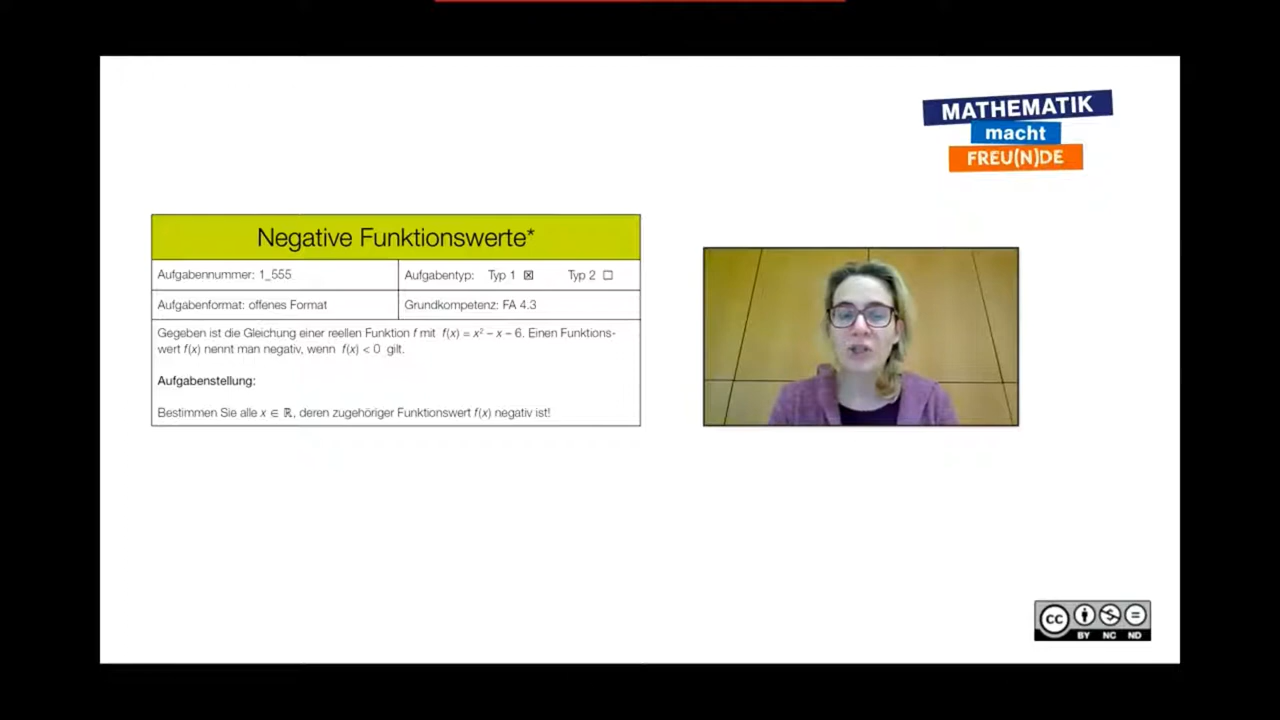 MATHEMATIK
macht
FREU(N)DE
Negative Funktionswerte*
Aufgabennummer: 1_555
Aufgabentyp: Typ 1 ☒ Typ 2 ☐
Aufgabenformat: offenes Format
Grundkompetenz: FA 4.3
Gegeben ist die Gleichung einer reellen Funktion f mit f(x) = x² – x – 6. Einen Funktions-
wert f(x) nennt man negativ, wenn f(x) < 0 gilt.
Aufgabenstellung:
Bestimmen Sie alle x ∈ ℝ, deren zugehöriger Funktionswert f(x) negativ ist!
CC
BY NC ND